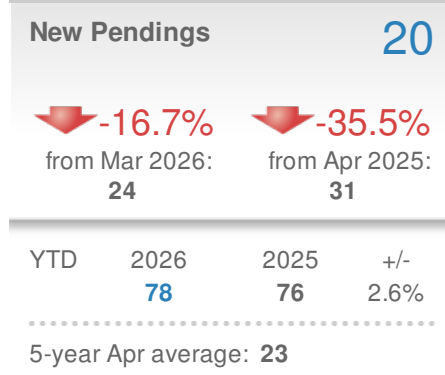 New Pendings 20
-16.7% -35.5%
from Mar 2026: from Apr 2025:
24 31
YTD 2026 2025 +/-
78 76 2.6%
5-year Apr average: 23